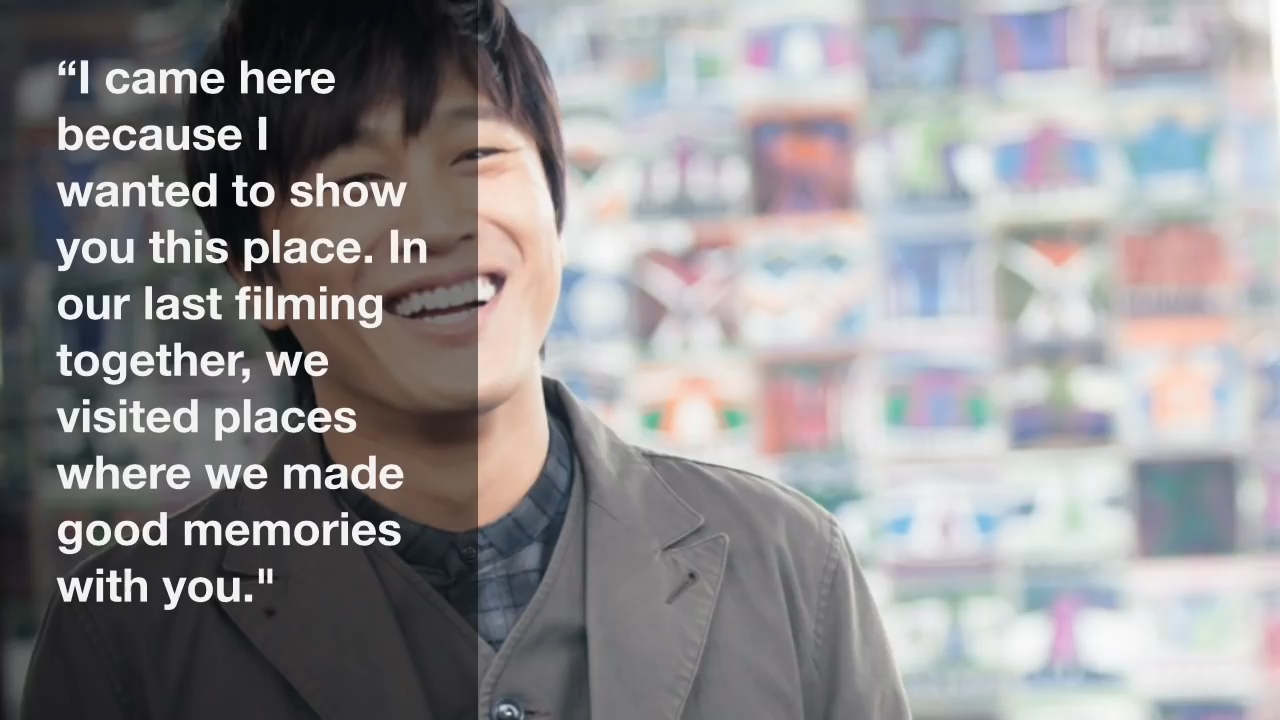 “I came here
because I
wanted to show
you this place. In
our last filming
together, we
visited places
where we made
good memories
with you."